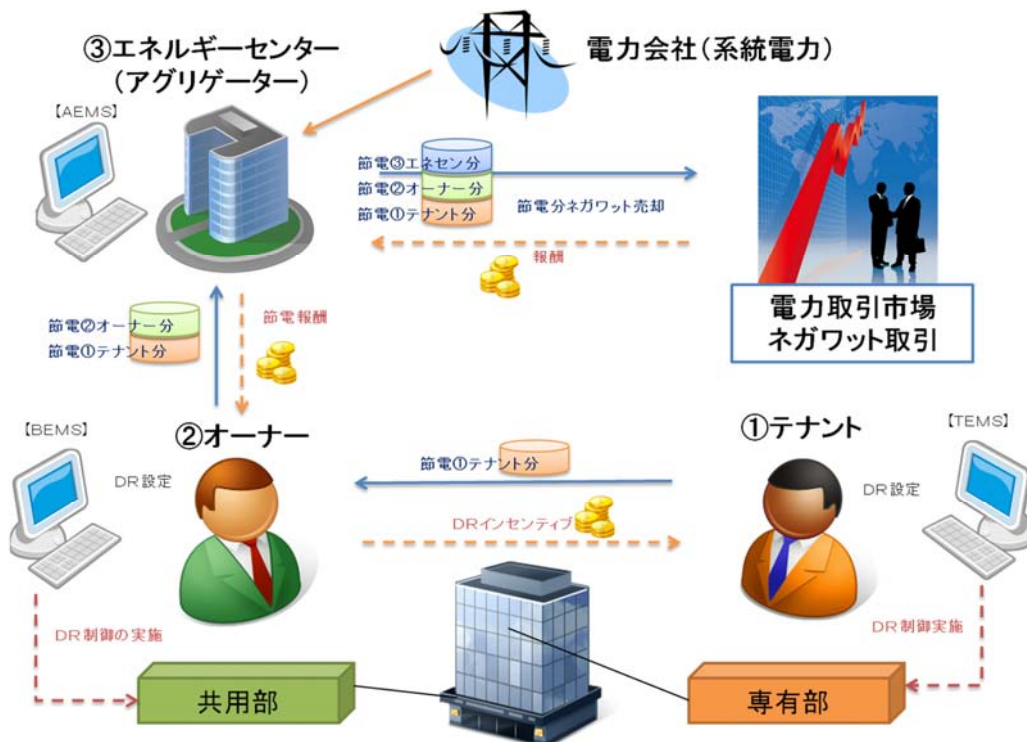 ③エネルギーセンター
（アグリゲーター）
電力会社（系統電力）
【AEMS】
節電③エネセン分
節電②オーナー分
節電①テナント分
節電分ネガワット売却
報酬
電力取引市場
ネガワット取引
節電②オーナー分
節電①テナント分
節電報酬
【BEMS】
②オーナー
①テナント
【TEMS】
節電①テナント分
DR設定
DR設定
DRインセンティブ
DR制御の実施
DR制御実施
共用部
専有部